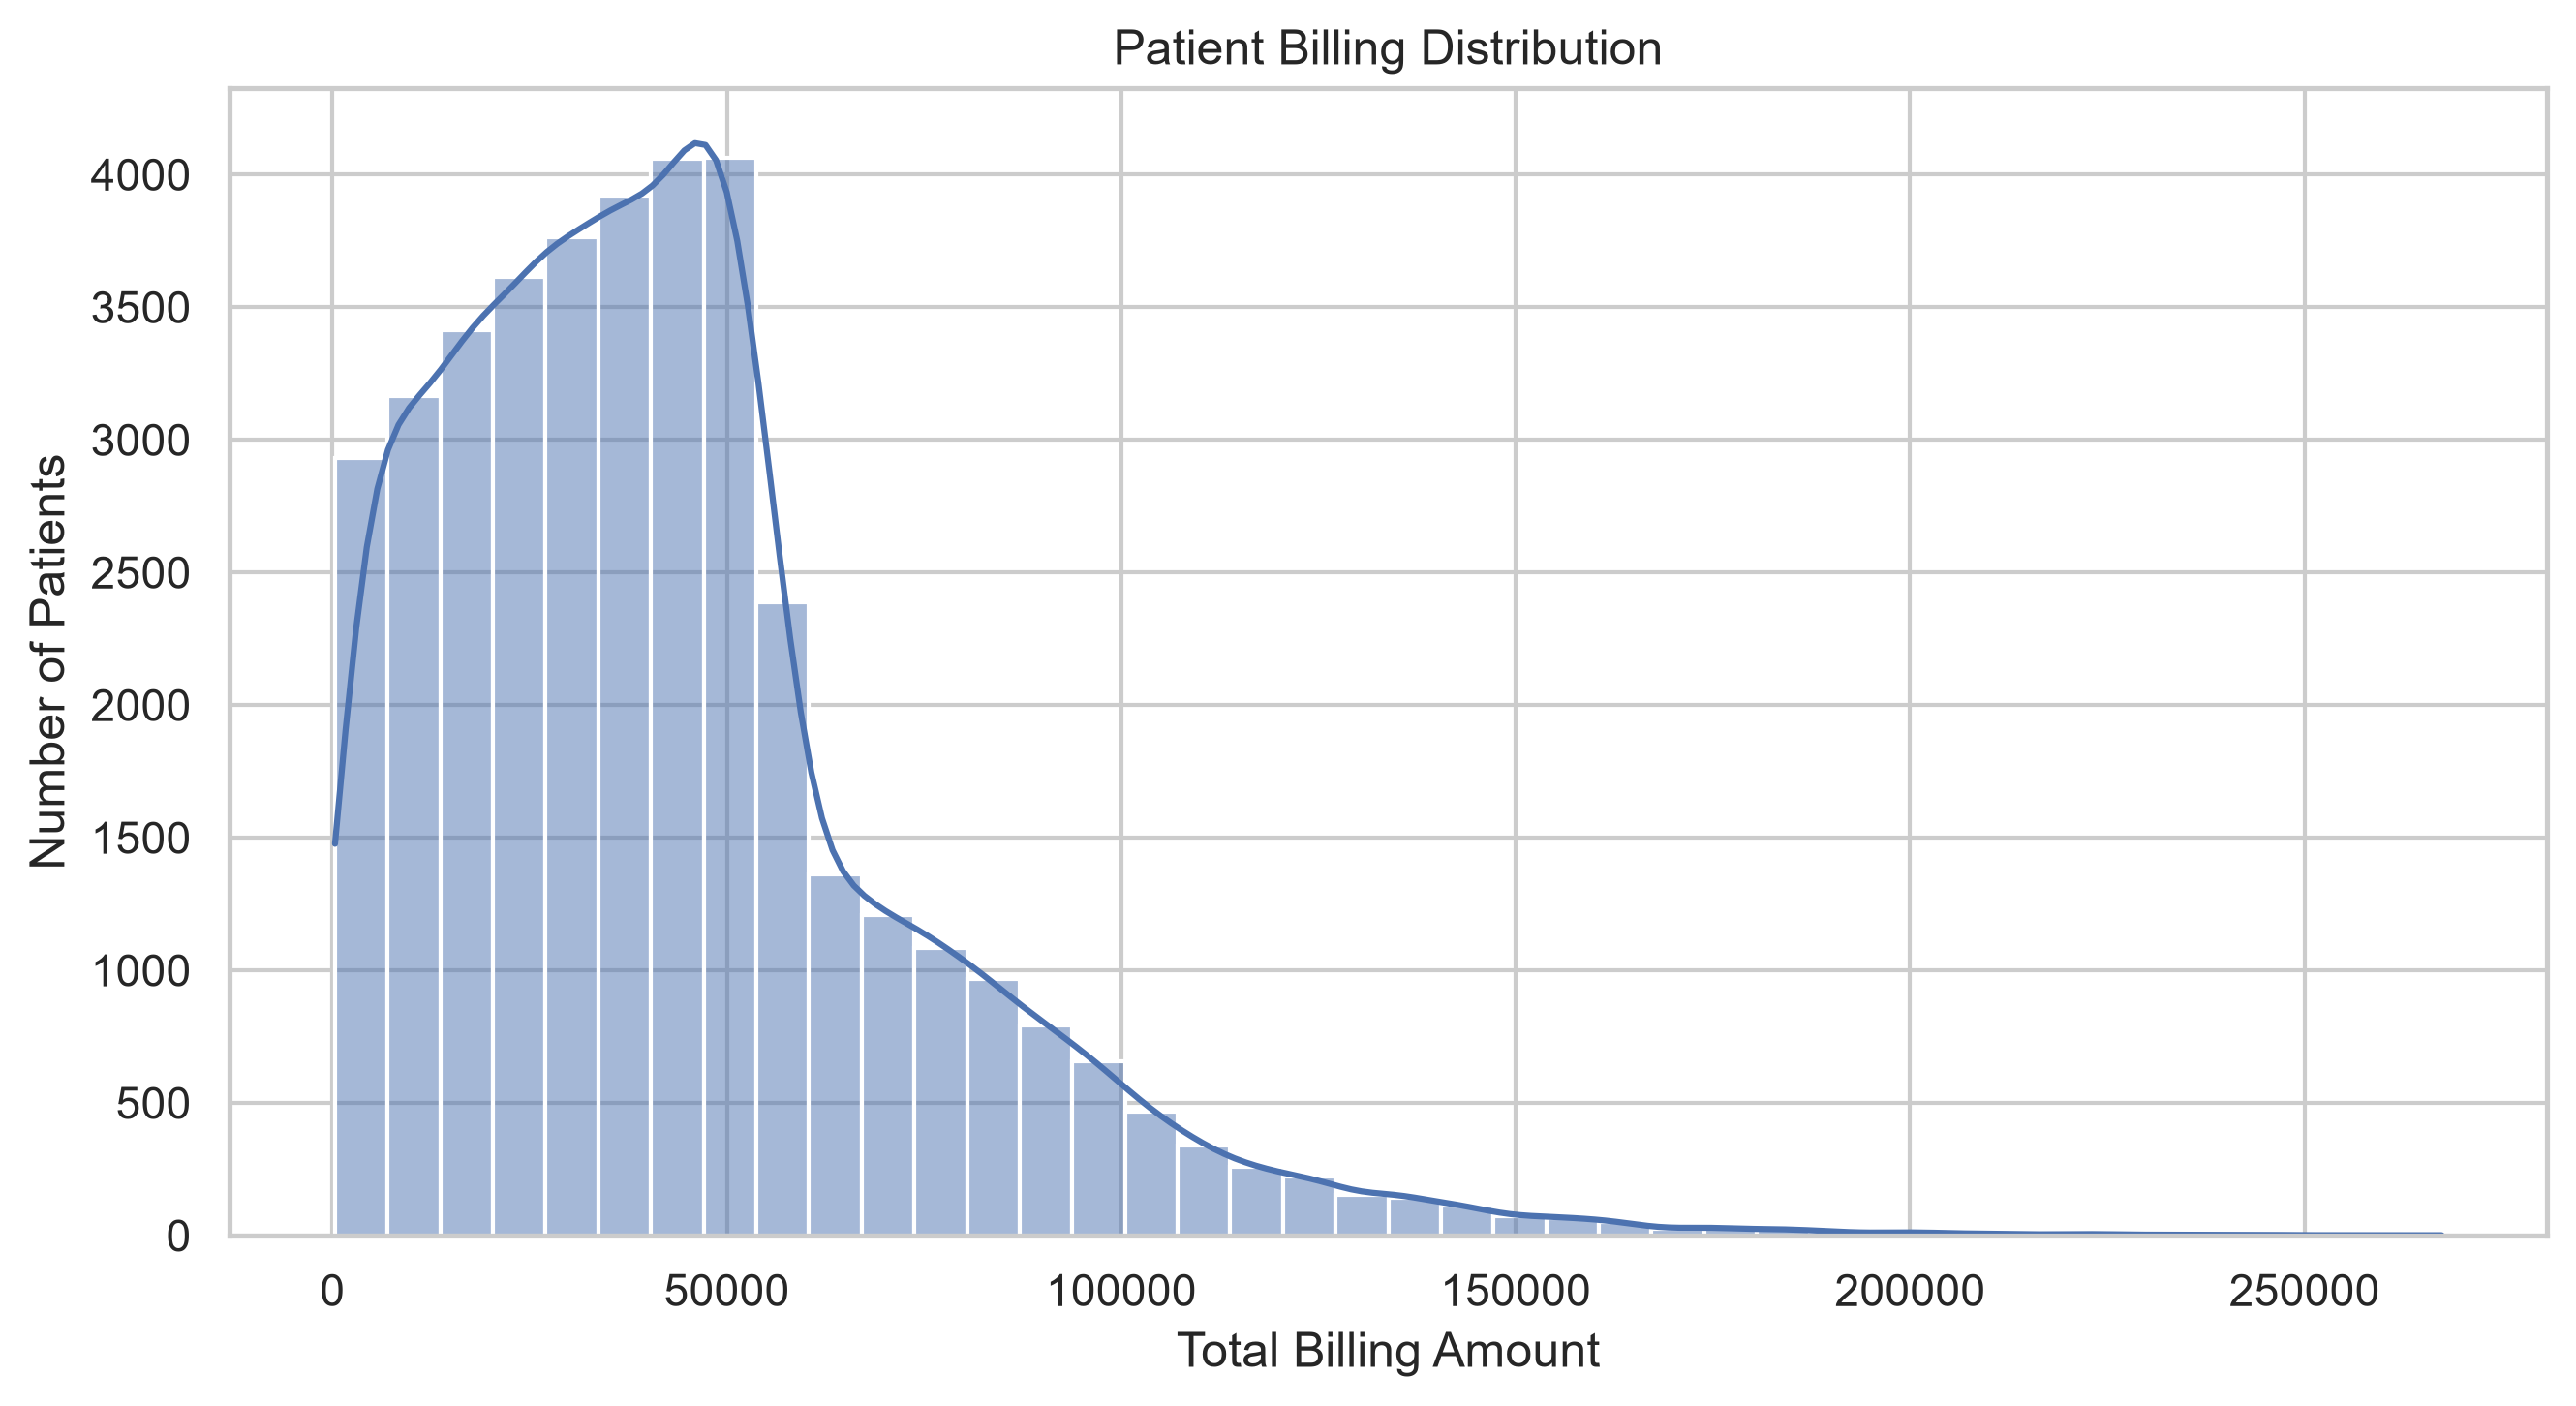 Patient Billing Distribution
Number of Patients
4000
3500
3000
2500
2000
1500
1000
500
0
0 50000 100000 150000 200000 250000
Total Billing Amount